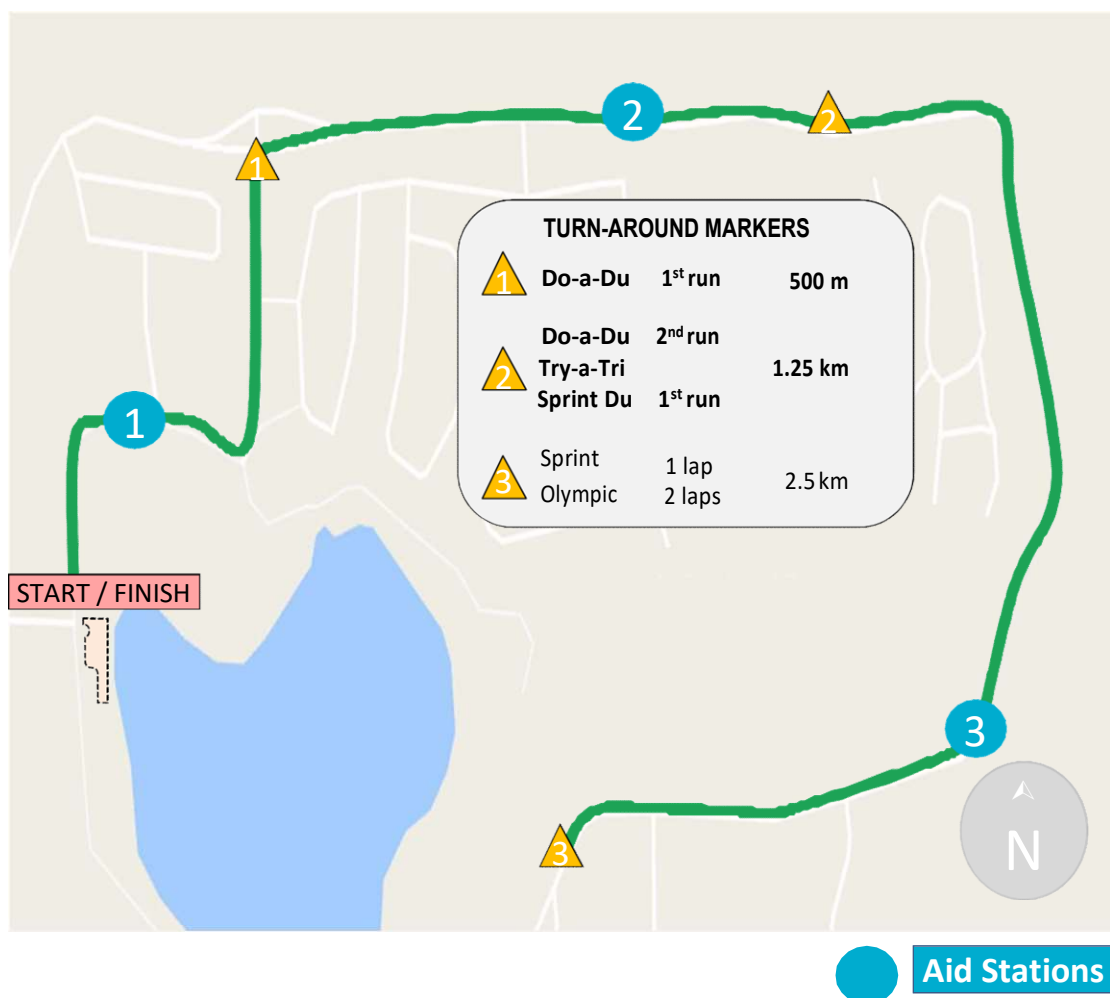 2
2
1
TURN-AROUND MARKERS
1 Do-a-Du 1st run 500 m
Do-a-Du 2nd run
2 Try-a-Tri 1.25 km
Sprint Du 1st run
Sprint 1 lap
3 2.5 km
Olympic 2 laps
1
START / FINISH
3
3
N
Aid Stations